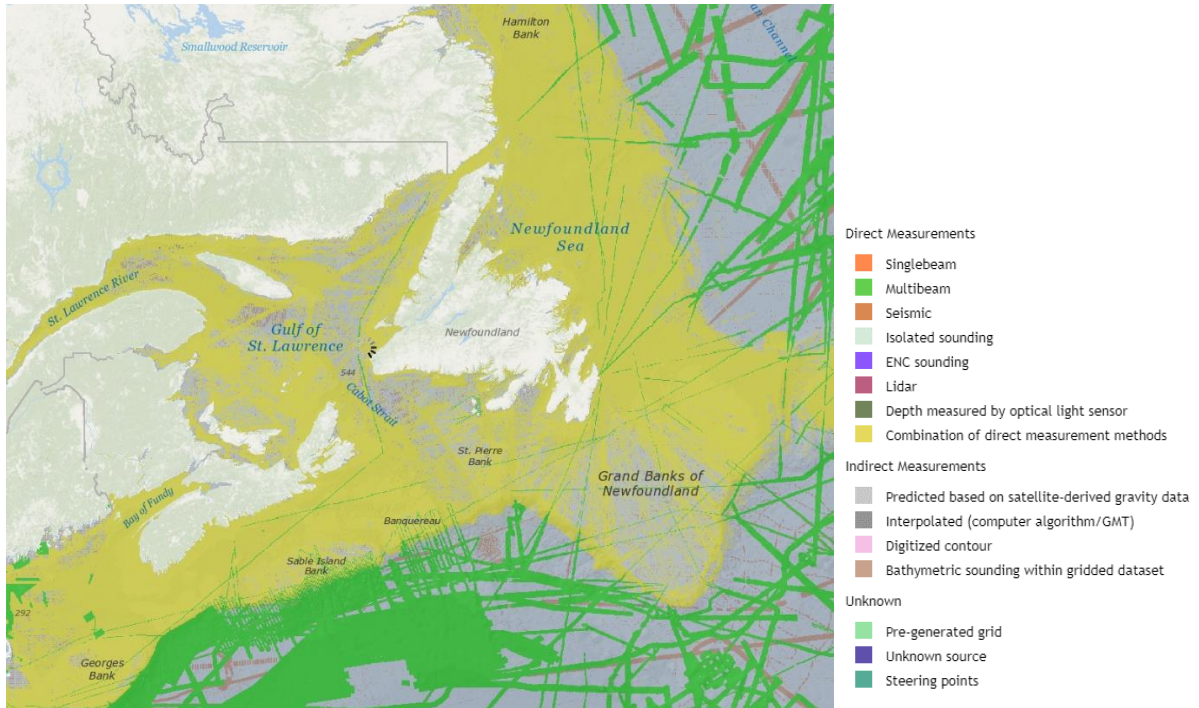 Hamilton
Bank
Smallwood Reservoir
Channel
Newfoundland
Sea
St. Lawrence River
Gulf of
St. Lawrence
Newfoundland
544
Cabot Strait
St. Pierre
Bank
Grand Banks of
Newfoundland
Bay of Fundy
Banquereau
Sable Island
Bank
292
Georges
Bank
Direct Measurements
Singlebeam
Multibeam
Seismic
Isolated sounding
ENC sounding
Lidar
Depth measured by optical light sensor
Combination of direct measurement methods
Indirect Measurements
Predicted based on satellite-derived gravity data
Interpolated (computer algorithm/GMT)
Digitized contour
Bathymetric sounding within gridded dataset
Unknown
Pre-generated grid
Unknown source
Steering points